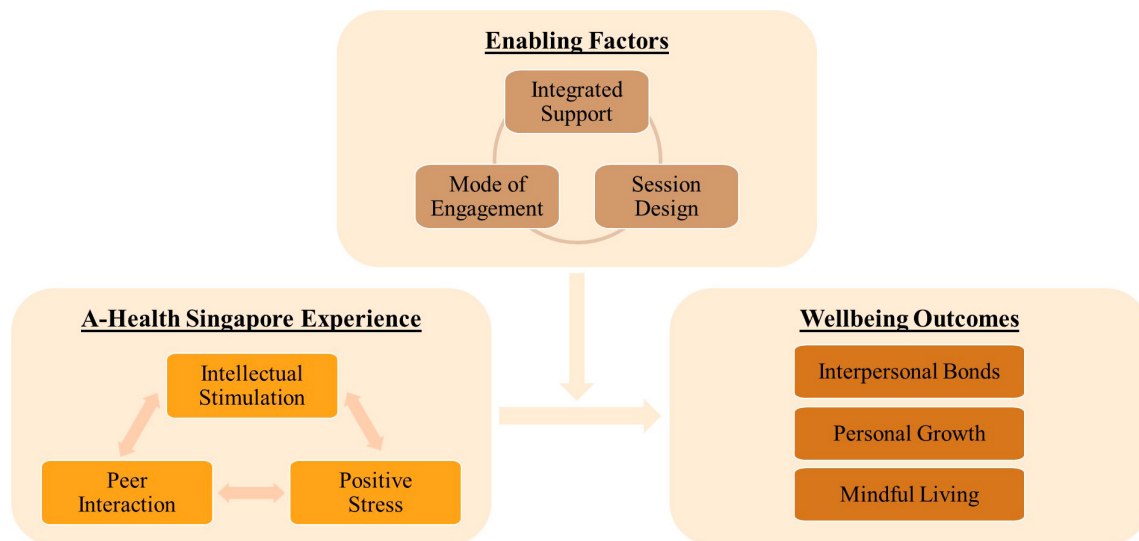 Enabling Factors
Integrated
Support
Mode of
Engagement
Session
Design
A-Health Singapore Experience
Intellectual
Stimulation
Peer
Interaction
Positive
Stress
Wellbeing Outcomes
Interpersonal Bonds
Personal Growth
Mindful Living